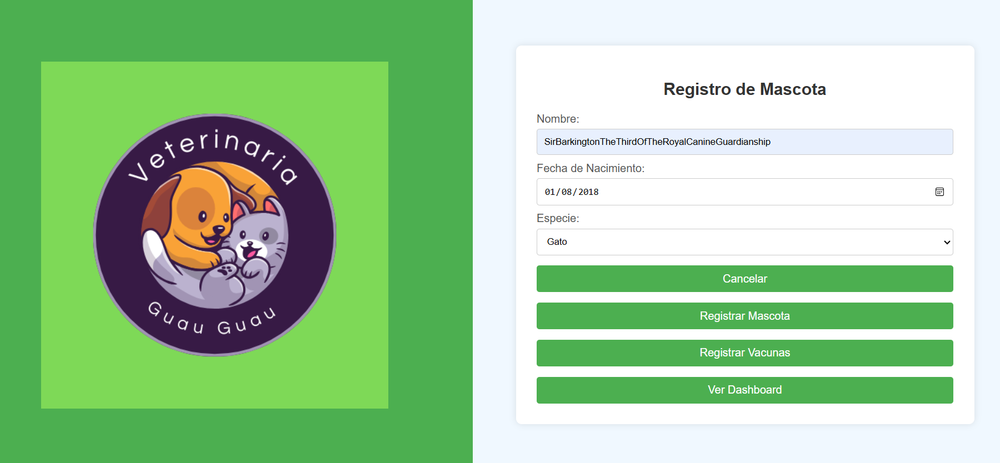 Veterinaria
Guau Guau
Registro de Mascota
Nombre:
SirBarkingtonTheThirdOfTheRoyalCanineGuardianship
Fecha de Nacimiento:
01/08/2018
Especie:
Gato
Cancelar
Registrar Mascota
Registrar Vacunas
Ver Dashboard